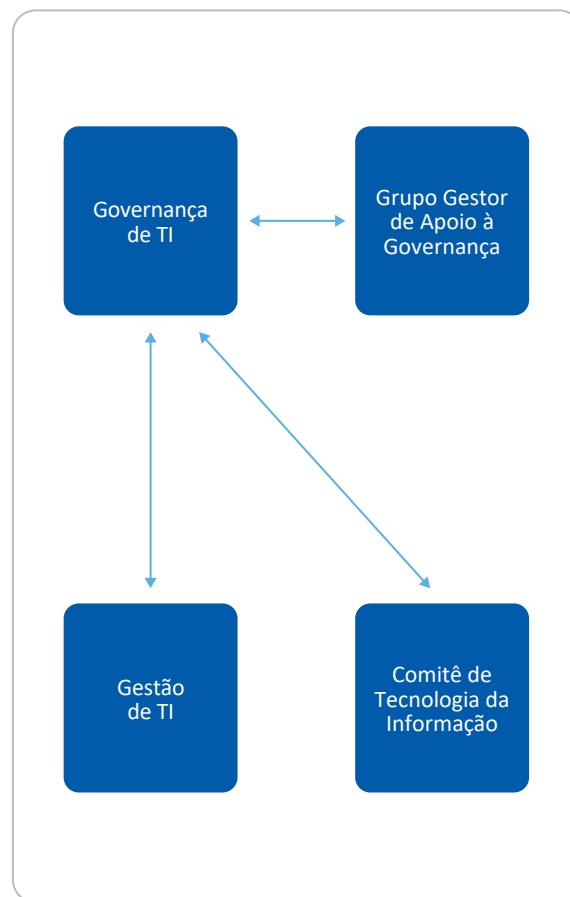 Governança
de TI
Grupo Gestor
de Apoio à
Governança
Gestão
de TI
Comitê de
Tecnologia da
Informação